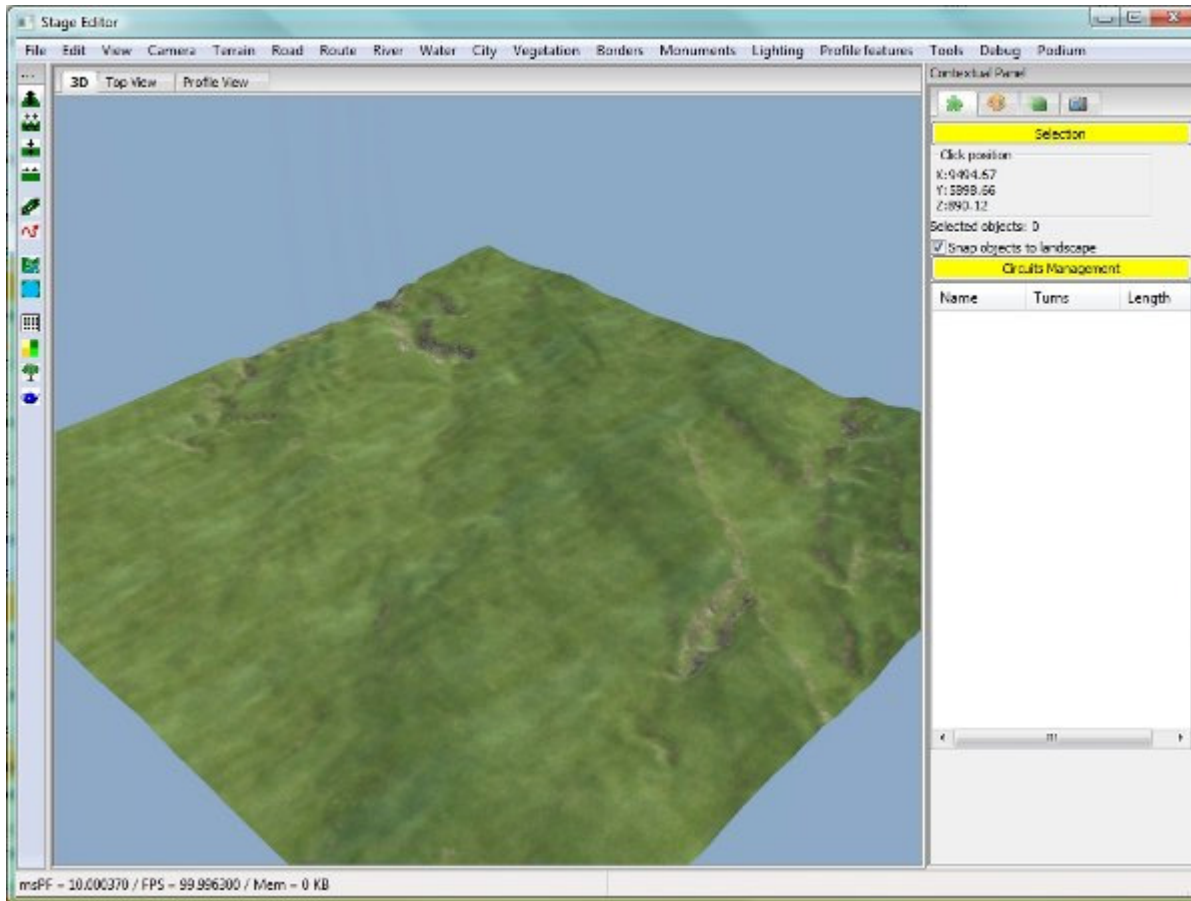 Stage Editor
File Edit View Camera Terrain Road Route River Water City Vegetation Borders Monuments Lighting Profile features Tools Debug Podium
3D Top View Profile View
Contextual Panel
Selection
Click position
X:9494.67
Y:5898.66
Z:890.12
Selected objects: 0
Snap objects to landscape
Circuits Management
Name Turns Length
msPF = 10.000370 / FPS = 99.996300 / Mem = 0 KB